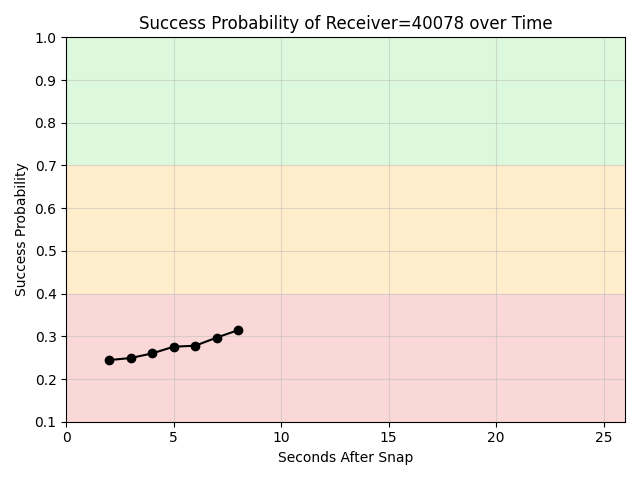 Success Probability of Receiver=40078 over Time
1.0
0.9
0.8
0.7
0.6
0.5
0.4
0.3
0.2
0.1
Success Probability
0 5 10 15 20 25
Seconds After Snap